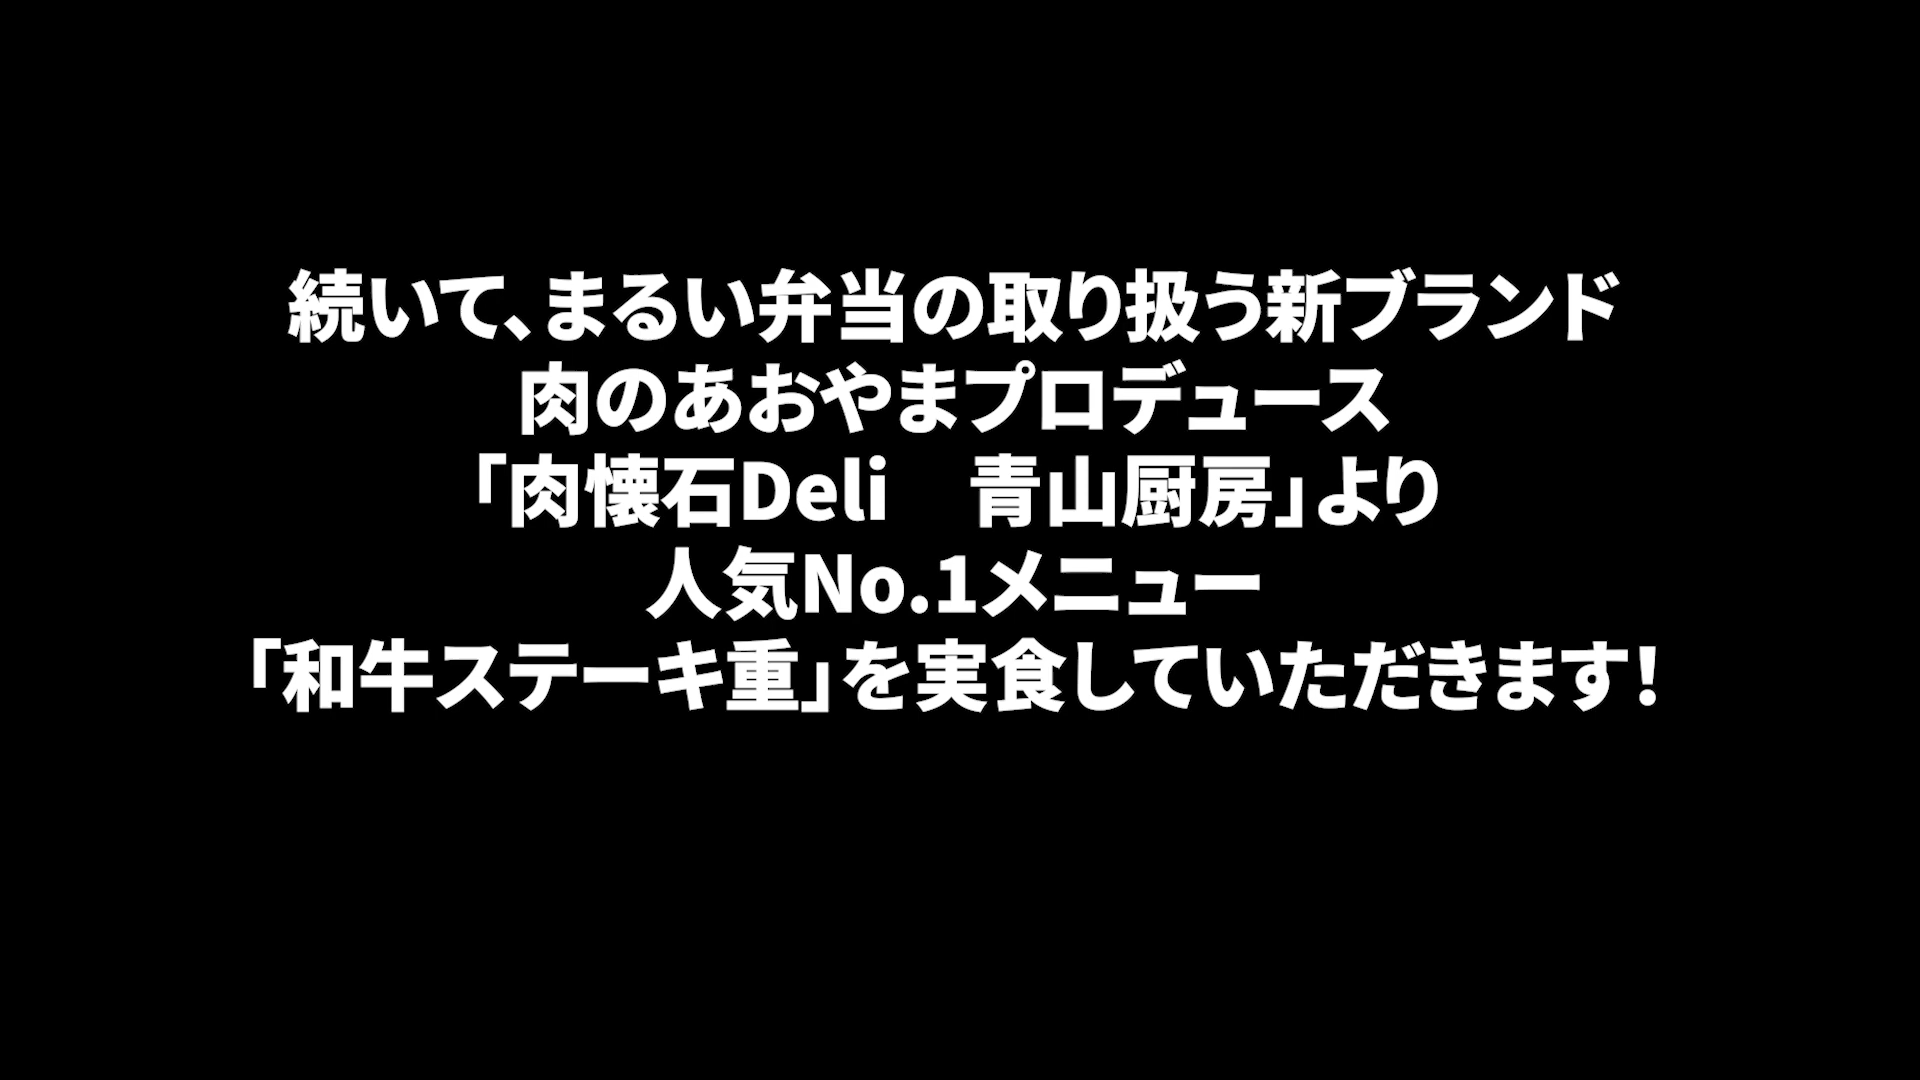 続いて、まるい弁当の取り扱う新ブランド
肉のあおやまプロデュース
「肉懐石Deli　青山厨房」より
人気No.1メニュー
「和牛ステーキ重」を実食していただきます！